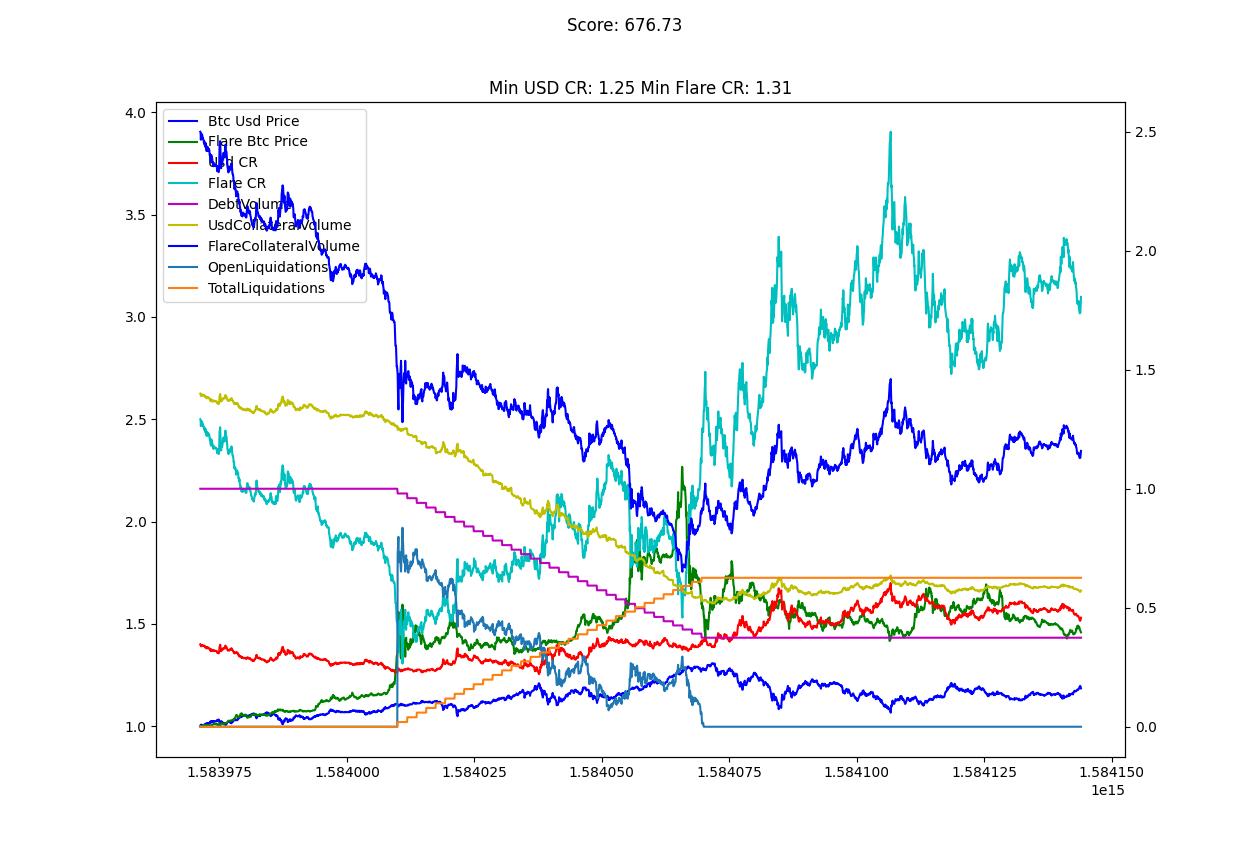 Score: 676.73
Min USD CR: 1.25 Min Flare CR: 1.31
4.0
3.5
3.0
2.5
2.0
1.5
1.0
Btc Usd Price
Flare Btc Price
Usd CR
Flare CR
DebtVolume
UsdCollateralVolume
FlareCollateralVolume
OpenLiquidations
TotalLiquidations
2.5
2.0
1.5
1.0
0.5
0.0
1.583975 1.584000 1.584025 1.584050 1.584075 1.584100 1.584125 1.584150
1e15